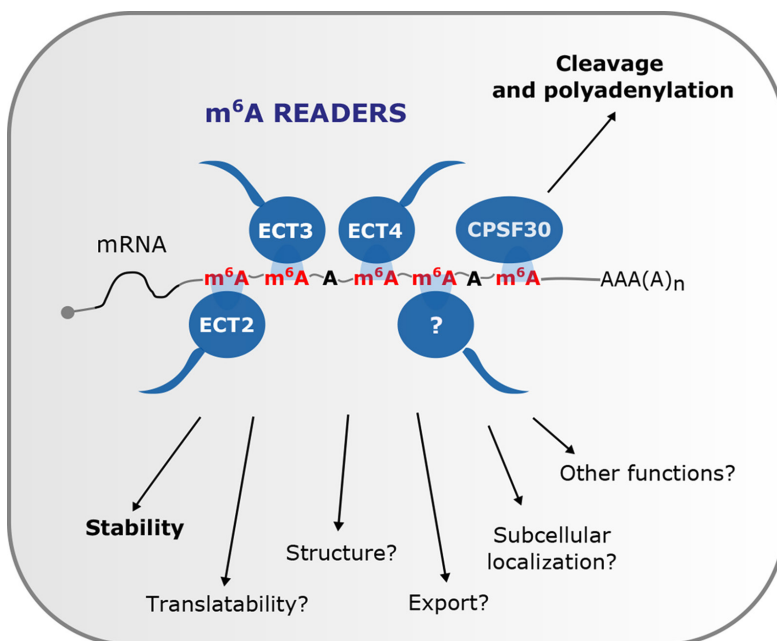 Cleavage
and polyadenylation
m⁶A READERS
ECT3
ECT4
CPSF30
mRNA
m⁶A m⁶A A m⁶A m⁶A A m⁶A AAA(A)ₙ
ECT2
?
Other functions?
Stability
Subcellular
localization?
Structure?
Translatability?
Export?